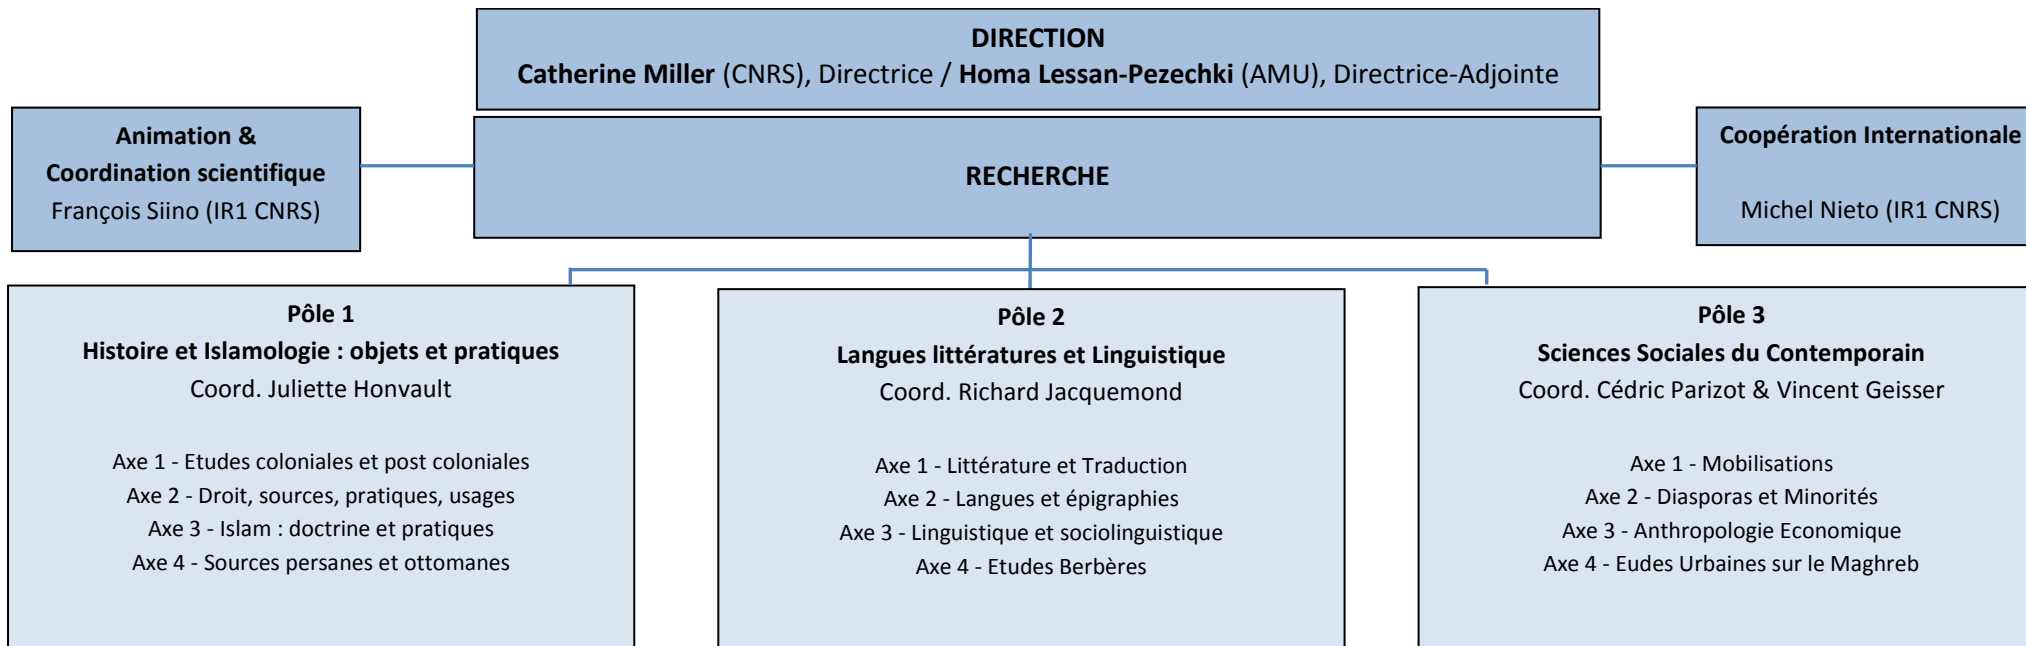 DIRECTION
Catherine Miller (CNRS), Directrice / Homa Lessan-Pezechki (AMU), Directrice-Adjointe
Animation &
Coordination scientifique
François Siino (IR1 CNRS)
RECHERCHE
Coopération Internationale
Michel Nieto (IR1 CNRS)
Pôle 1
Histoire et Islamologie : objets et pratiques
Coord. Juliette Honvault
Axe 1 - Etudes coloniales et post coloniales
Axe 2 - Droit, sources, pratiques, usages
Axe 3 - Islam : doctrine et pratiques
Axe 4 - Sources persanes et ottomanes
Pôle 2
Langues littératures et Linguistique
Coord. Richard Jacquemond
Axe 1 - Littérature et Traduction
Axe 2 - Langues et épigraphies
Axe 3 - Linguistique et sociolinguistique
Axe 4 - Etudes Berbères
Pôle 3
Sciences Sociales du Contemporain
Coord. Cédric Parizot & Vincent Geisser
Axe 1 - Mobilisations
Axe 2 - Diasporas et Minorités
Axe 3 - Anthropologie Economique
Axe 4 - Eudes Urbaines sur le Maghreb